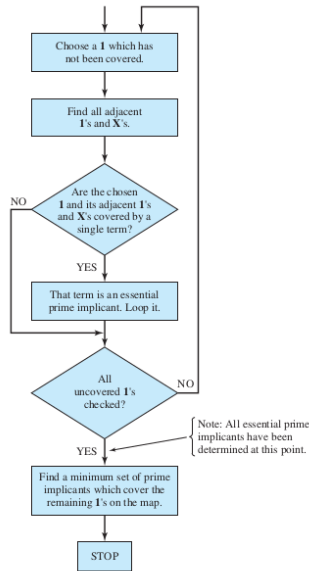 Choose a 1 which has
not been covered.
Find all adjacent
1's and X's.
Are the chosen
1 and its adjacent 1's
and X's covered by a
single term?
NO
YES
That term is an essential
prime implicant. Loop it.
All
uncovered 1's
checked?
NO
YES
Note: All essential prime
implicants have been
determined at this point.
Find a minimum set of prime
implicants which cover the
remaining 1's on the map.
STOP